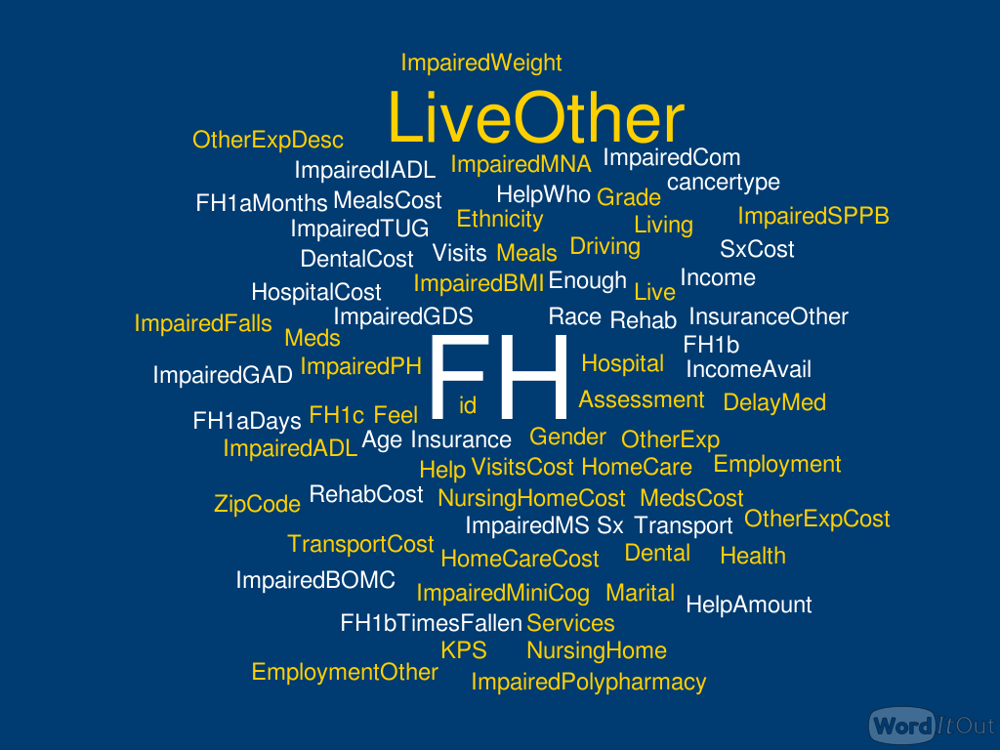 ImpairedWeight
LiveOther
OtherExpDesc
ImpairedIADL ImpairedMNA ImpairedCom
cancertype
FH1aMonths MealsCost HelpWho Grade
ImpairedTUG Ethnicity Living ImpairedSPPB
DentalCost Visits Meals Driving SxCost
HospitalCost ImpairedBMI Enough Live Income
ImpairedFalls ImpairedGDS Race Rehab InsuranceOther
Meds FH1b
ImpairedGAD ImpairedPH FH Hospital IncomeAvail
id Assessment DelayMed
FH1aDays FH1c Feel
ImpairedADL Age Insurance Gender OtherExp
Help VisitsCost HomeCare Employment
ZipCode RehabCost NursingHomeCost MedsCost
ImpairedMS Sx Transport OtherExpCost
TransportCost HomeCareCost Dental Health
ImpairedBOMC ImpairedMiniCog Marital HelpAmount
FH1bTimesFallen Services
KPS NursingHome
EmploymentOther ImpairedPolypharmacy
WordItOut